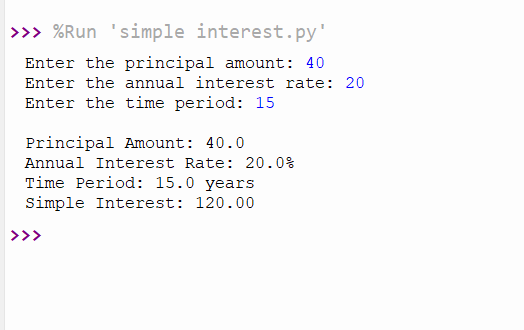 >>> %Run 'simple interest.py'
Enter the principal amount: 40
Enter the annual interest rate: 20
Enter the time period: 15
Principal Amount: 40.0
Annual Interest Rate: 20.0%
Time Period: 15.0 years
Simple Interest: 120.00
>>>